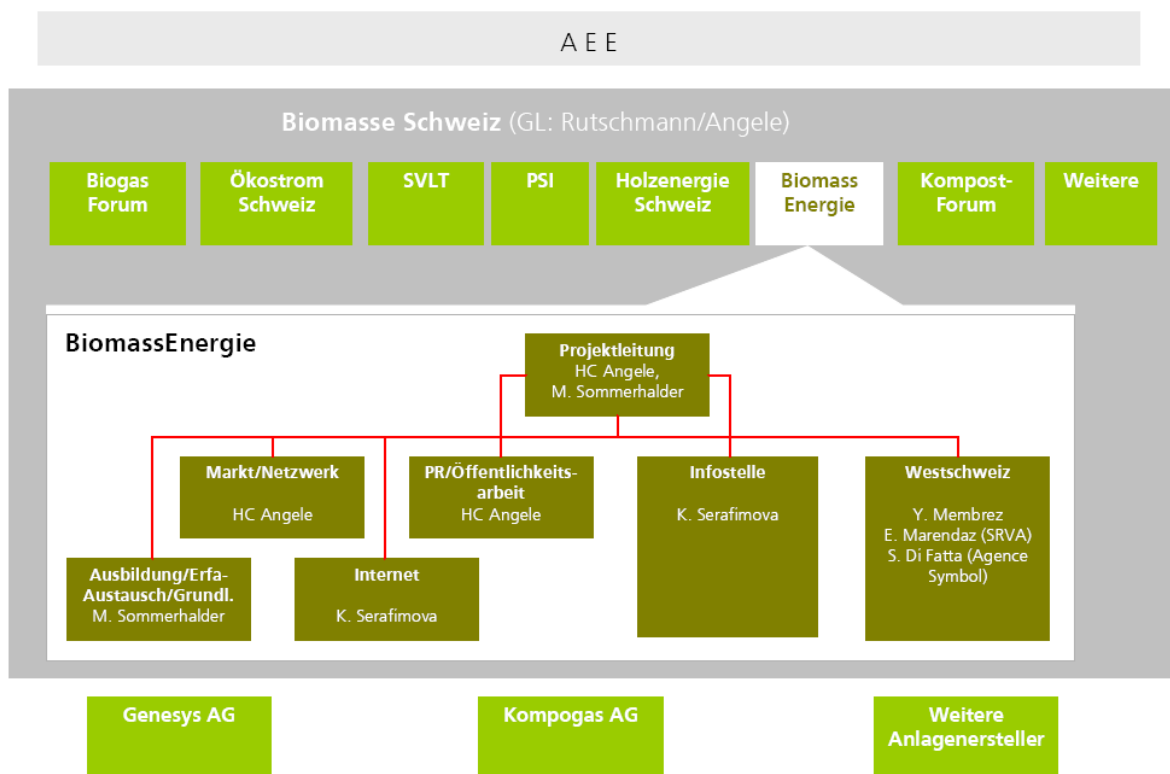 A E E
Biomasse Schweiz (GL: Rutschmann/Angele)
Biogas
Forum
Ökostrom
Schweiz
SVLT
PSI
Holzenergie
Schweiz
Biomass
Energie
Kompost-
Forum
Weitere
BiomassEnergie
Projektleitung
HC Angele,
M. Sommerhalder
Markt/Netzwerk
HC Angele
PR/Öffentlichkeits-
arbeit
HC Angele
Infostelle
K. Serafimova
Westschweiz
Y. Membrez
E. Marendaz (SRVA)
S. Di Fatta (Agence
Symbol)
Ausbildung/Erfa-
Austausch/Grundl.
M. Sommerhalder
Internet
K. Serafimova
Genesys AG
Kompogas AG
Weitere
Anlagenersteller